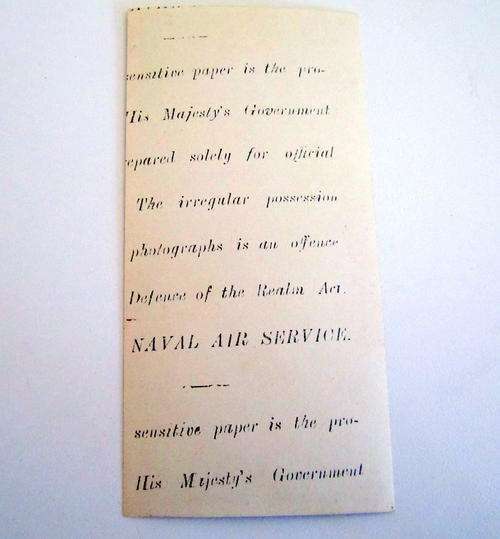 sensitive paper is the pro-
His Majesty's Government
epared solely for official
The irregular possession
photographs is an offence
Defence of the Realm Act.
NAVAL AIR SERVICE.
sensitive paper is the pro-
His Majesty's Government